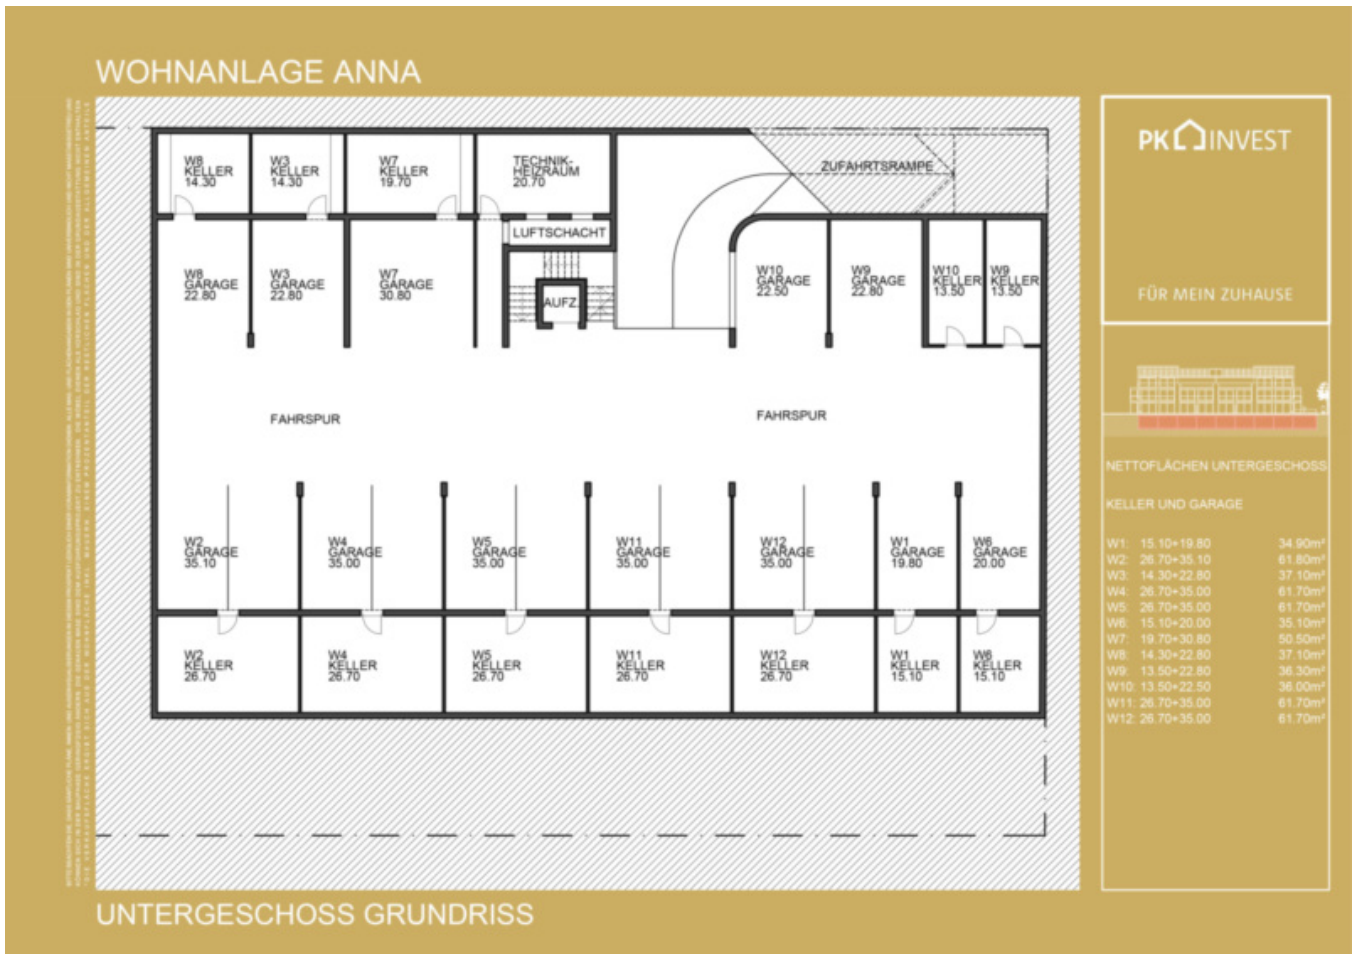 WOHNANLAGE ANNA
W8
KELLER
14.30
W3
KELLER
14.30
W7
KELLER
19.70
TECHNIK-
HEIZRAUM
20.70
ZUFAHRTSRAMPE
LUFTSCHACHT
W8
GARAGE
22.80
W3
GARAGE
22.80
W7
GARAGE
30.80
AUFZ.
W10
GARAGE
22.50
W9
GARAGE
22.80
W10
KELLER
13.50
W9
KELLER
13.50
FAHRSPUR
FAHRSPUR
W2
GARAGE
35.10
W4
GARAGE
35.00
W5
GARAGE
35.00
W11
GARAGE
35.00
W12
GARAGE
35.00
W1
GARAGE
19.80
W6
GARAGE
20.00
W2
KELLER
26.70
W4
KELLER
26.70
W5
KELLER
26.70
W11
KELLER
26.70
W12
KELLER
26.70
W1
KELLER
15.10
W6
KELLER
15.10
UNTERGESCHOSS GRUNDRISS
PK INVEST
FÜR MEIN ZUHAUSE
NETTOFLÄCHEN UNTERGESCHOSS
KELLER UND GARAGE
W1: 15.10+19.80 34.90m²
W2: 26.70+35.10 61.80m²
W3: 14.30+22.80 37.10m²
W4: 26.70+35.00 61.70m²
W5: 26.70+35.00 61.70m²
W6: 15.10+20.00 35.10m²
W7: 19.70+30.80 50.50m²
W8: 14.30+22.80 37.10m²
W9: 13.50+22.80 36.30m²
W10: 13.50+22.50 36.00m²
W11: 26.70+35.00 61.70m²
W12: 26.70+35.00 61.70m²